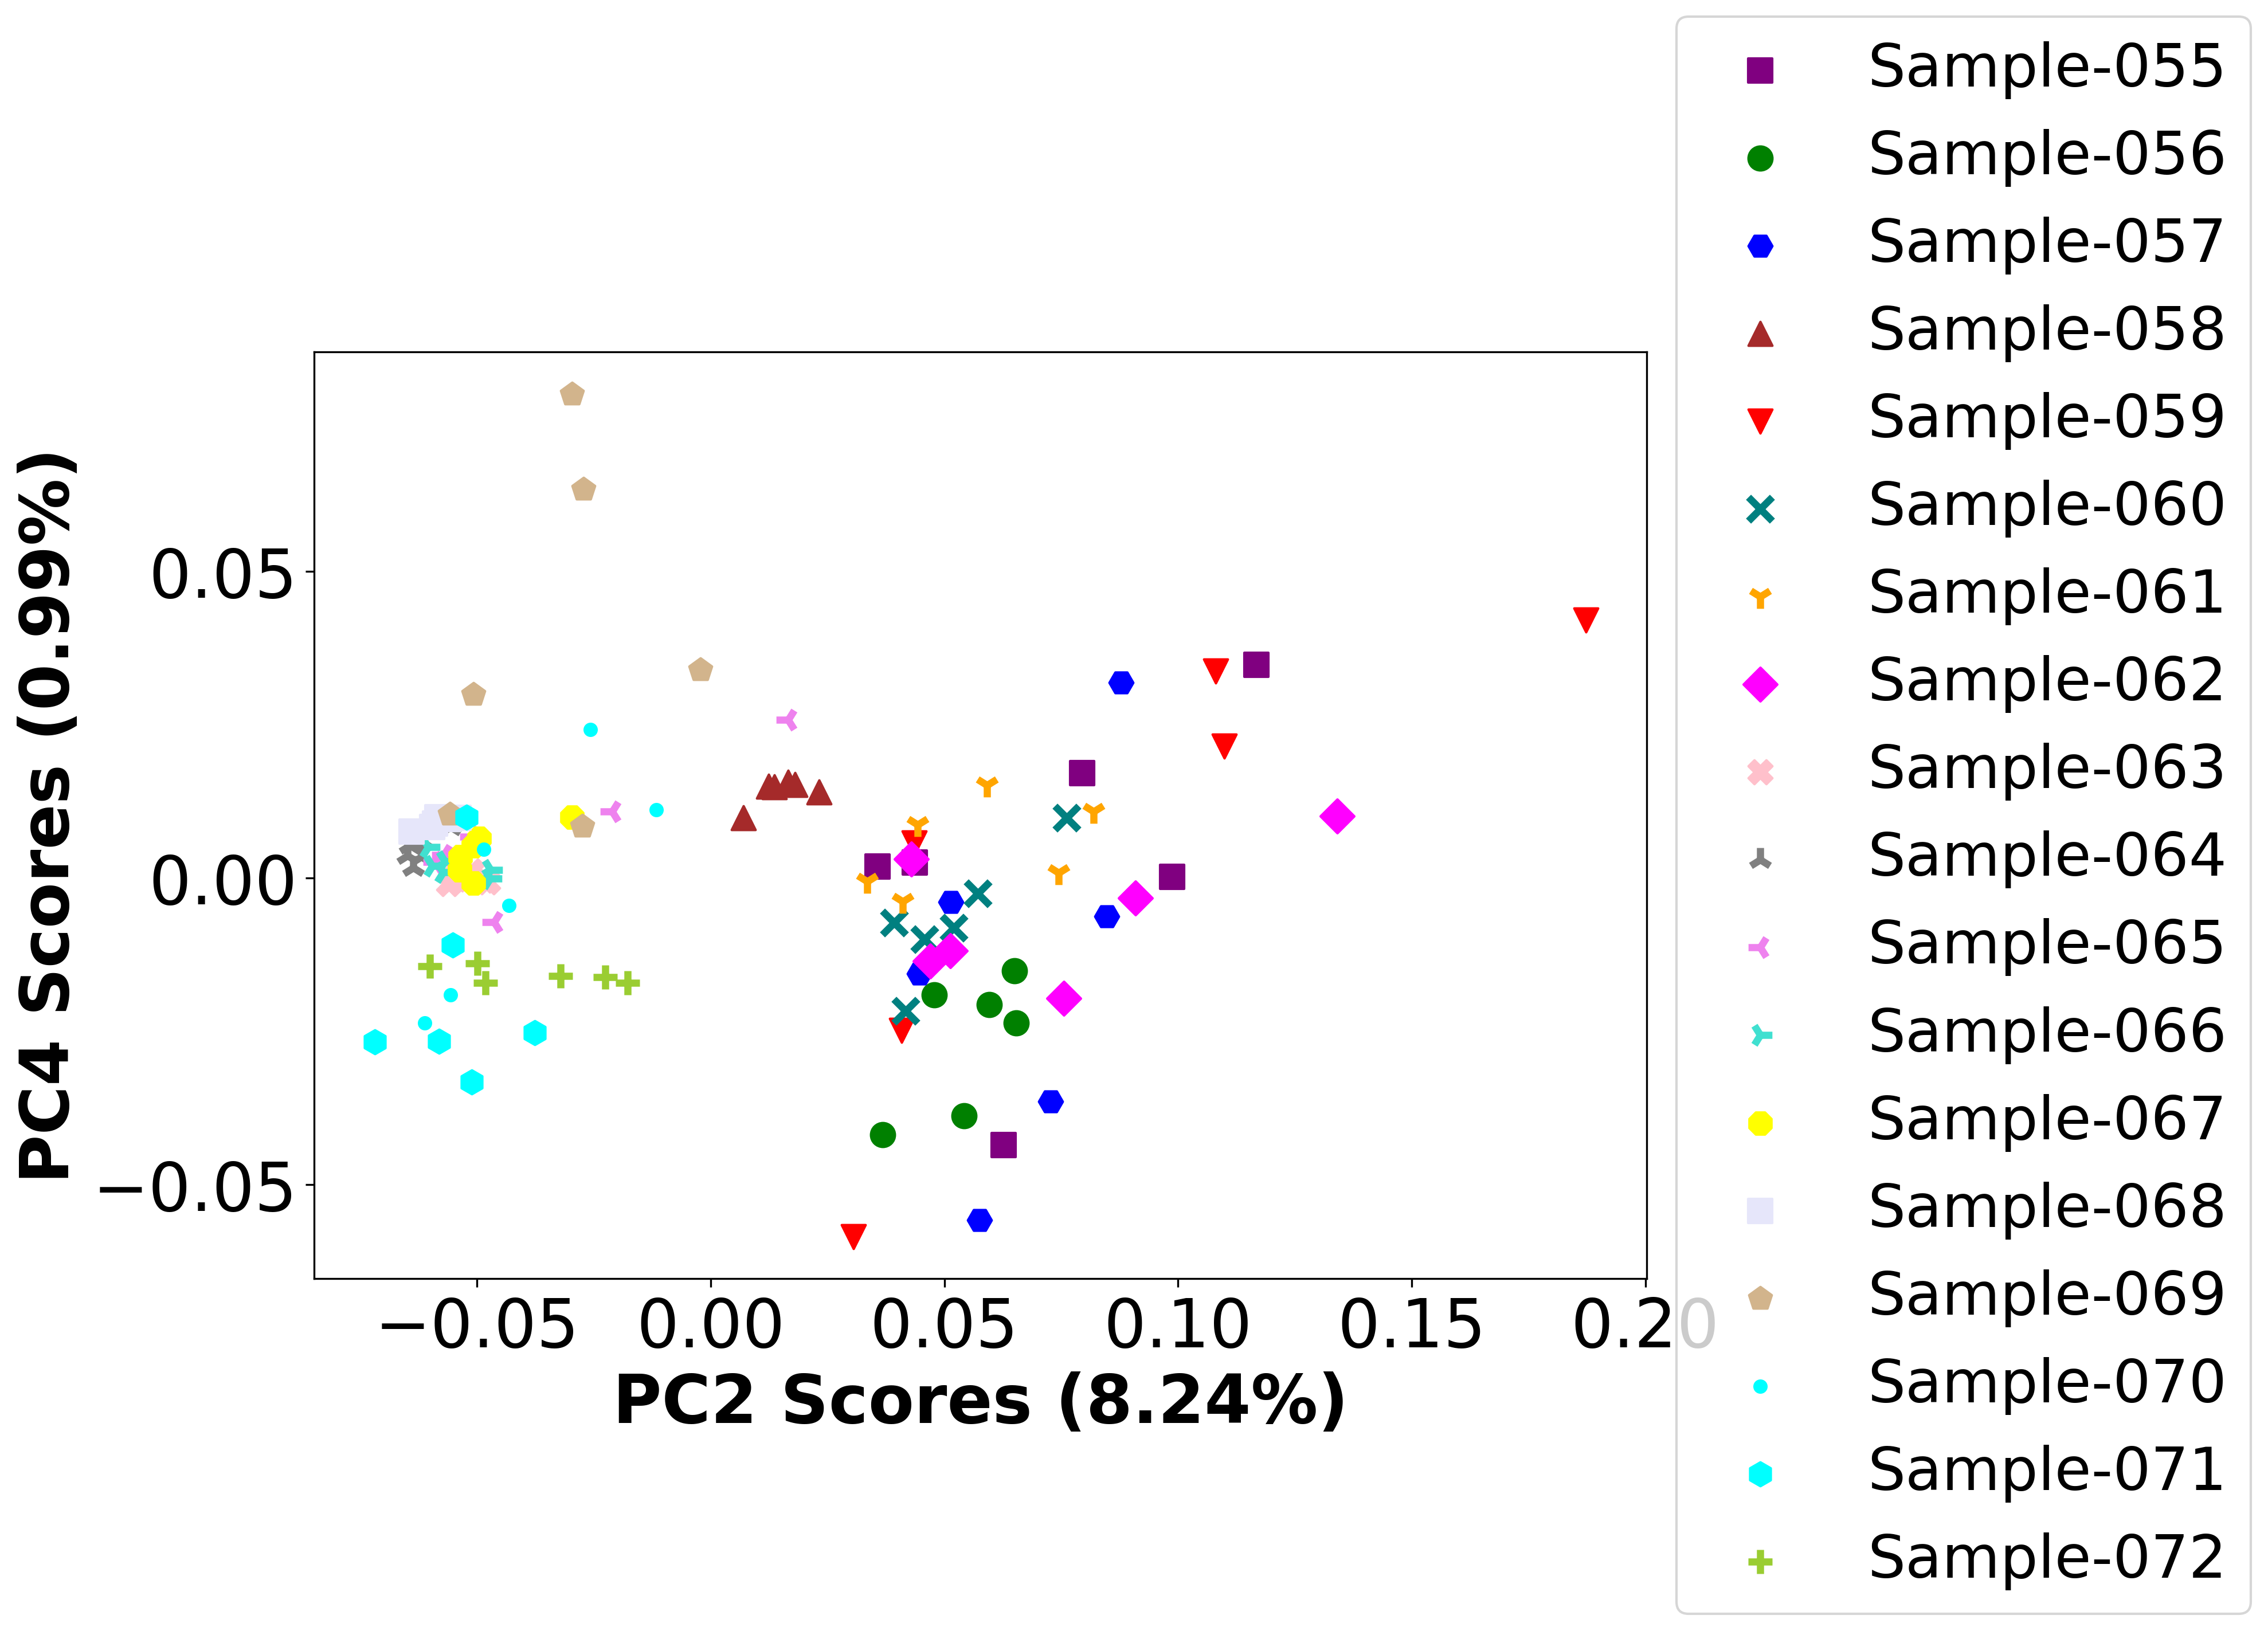 Sample-055
Sample-056
Sample-057
Sample-058
Sample-059
Sample-060
Sample-061
Sample-062
Sample-063
Sample-064
Sample-065
Sample-066
Sample-067
Sample-068
Sample-069
Sample-070
Sample-071
Sample-072
PC4 Scores (0.99%)
0.05
0.00
−0.05
−0.05 0.00 0.05 0.10 0.15 0.20
PC2 Scores (8.24%)